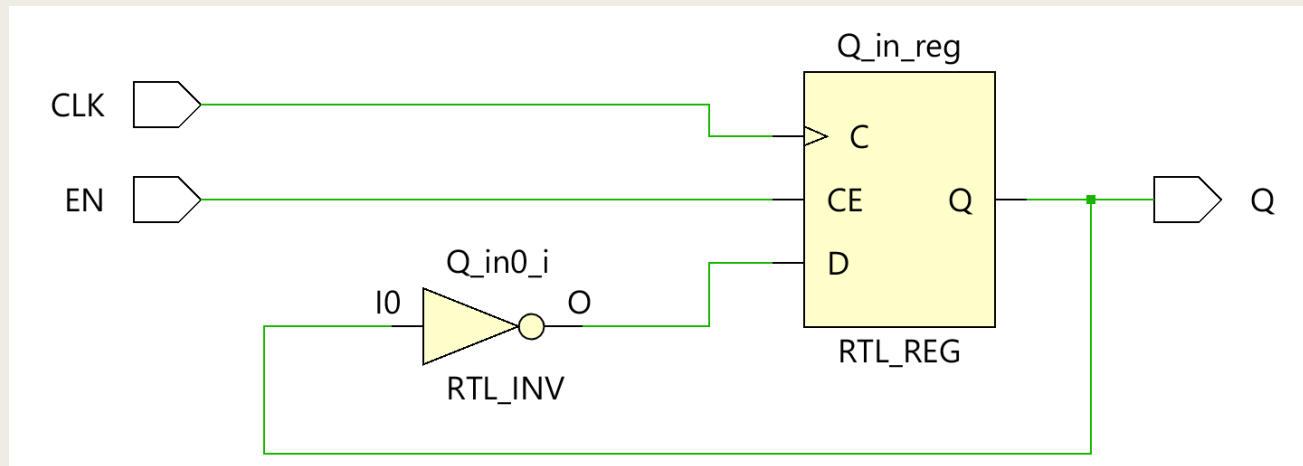 Q_in_reg
CLK
C
EN
CE
Q
Q
Q_in0_i
D
I0
O
RTL_REG
RTL_INV